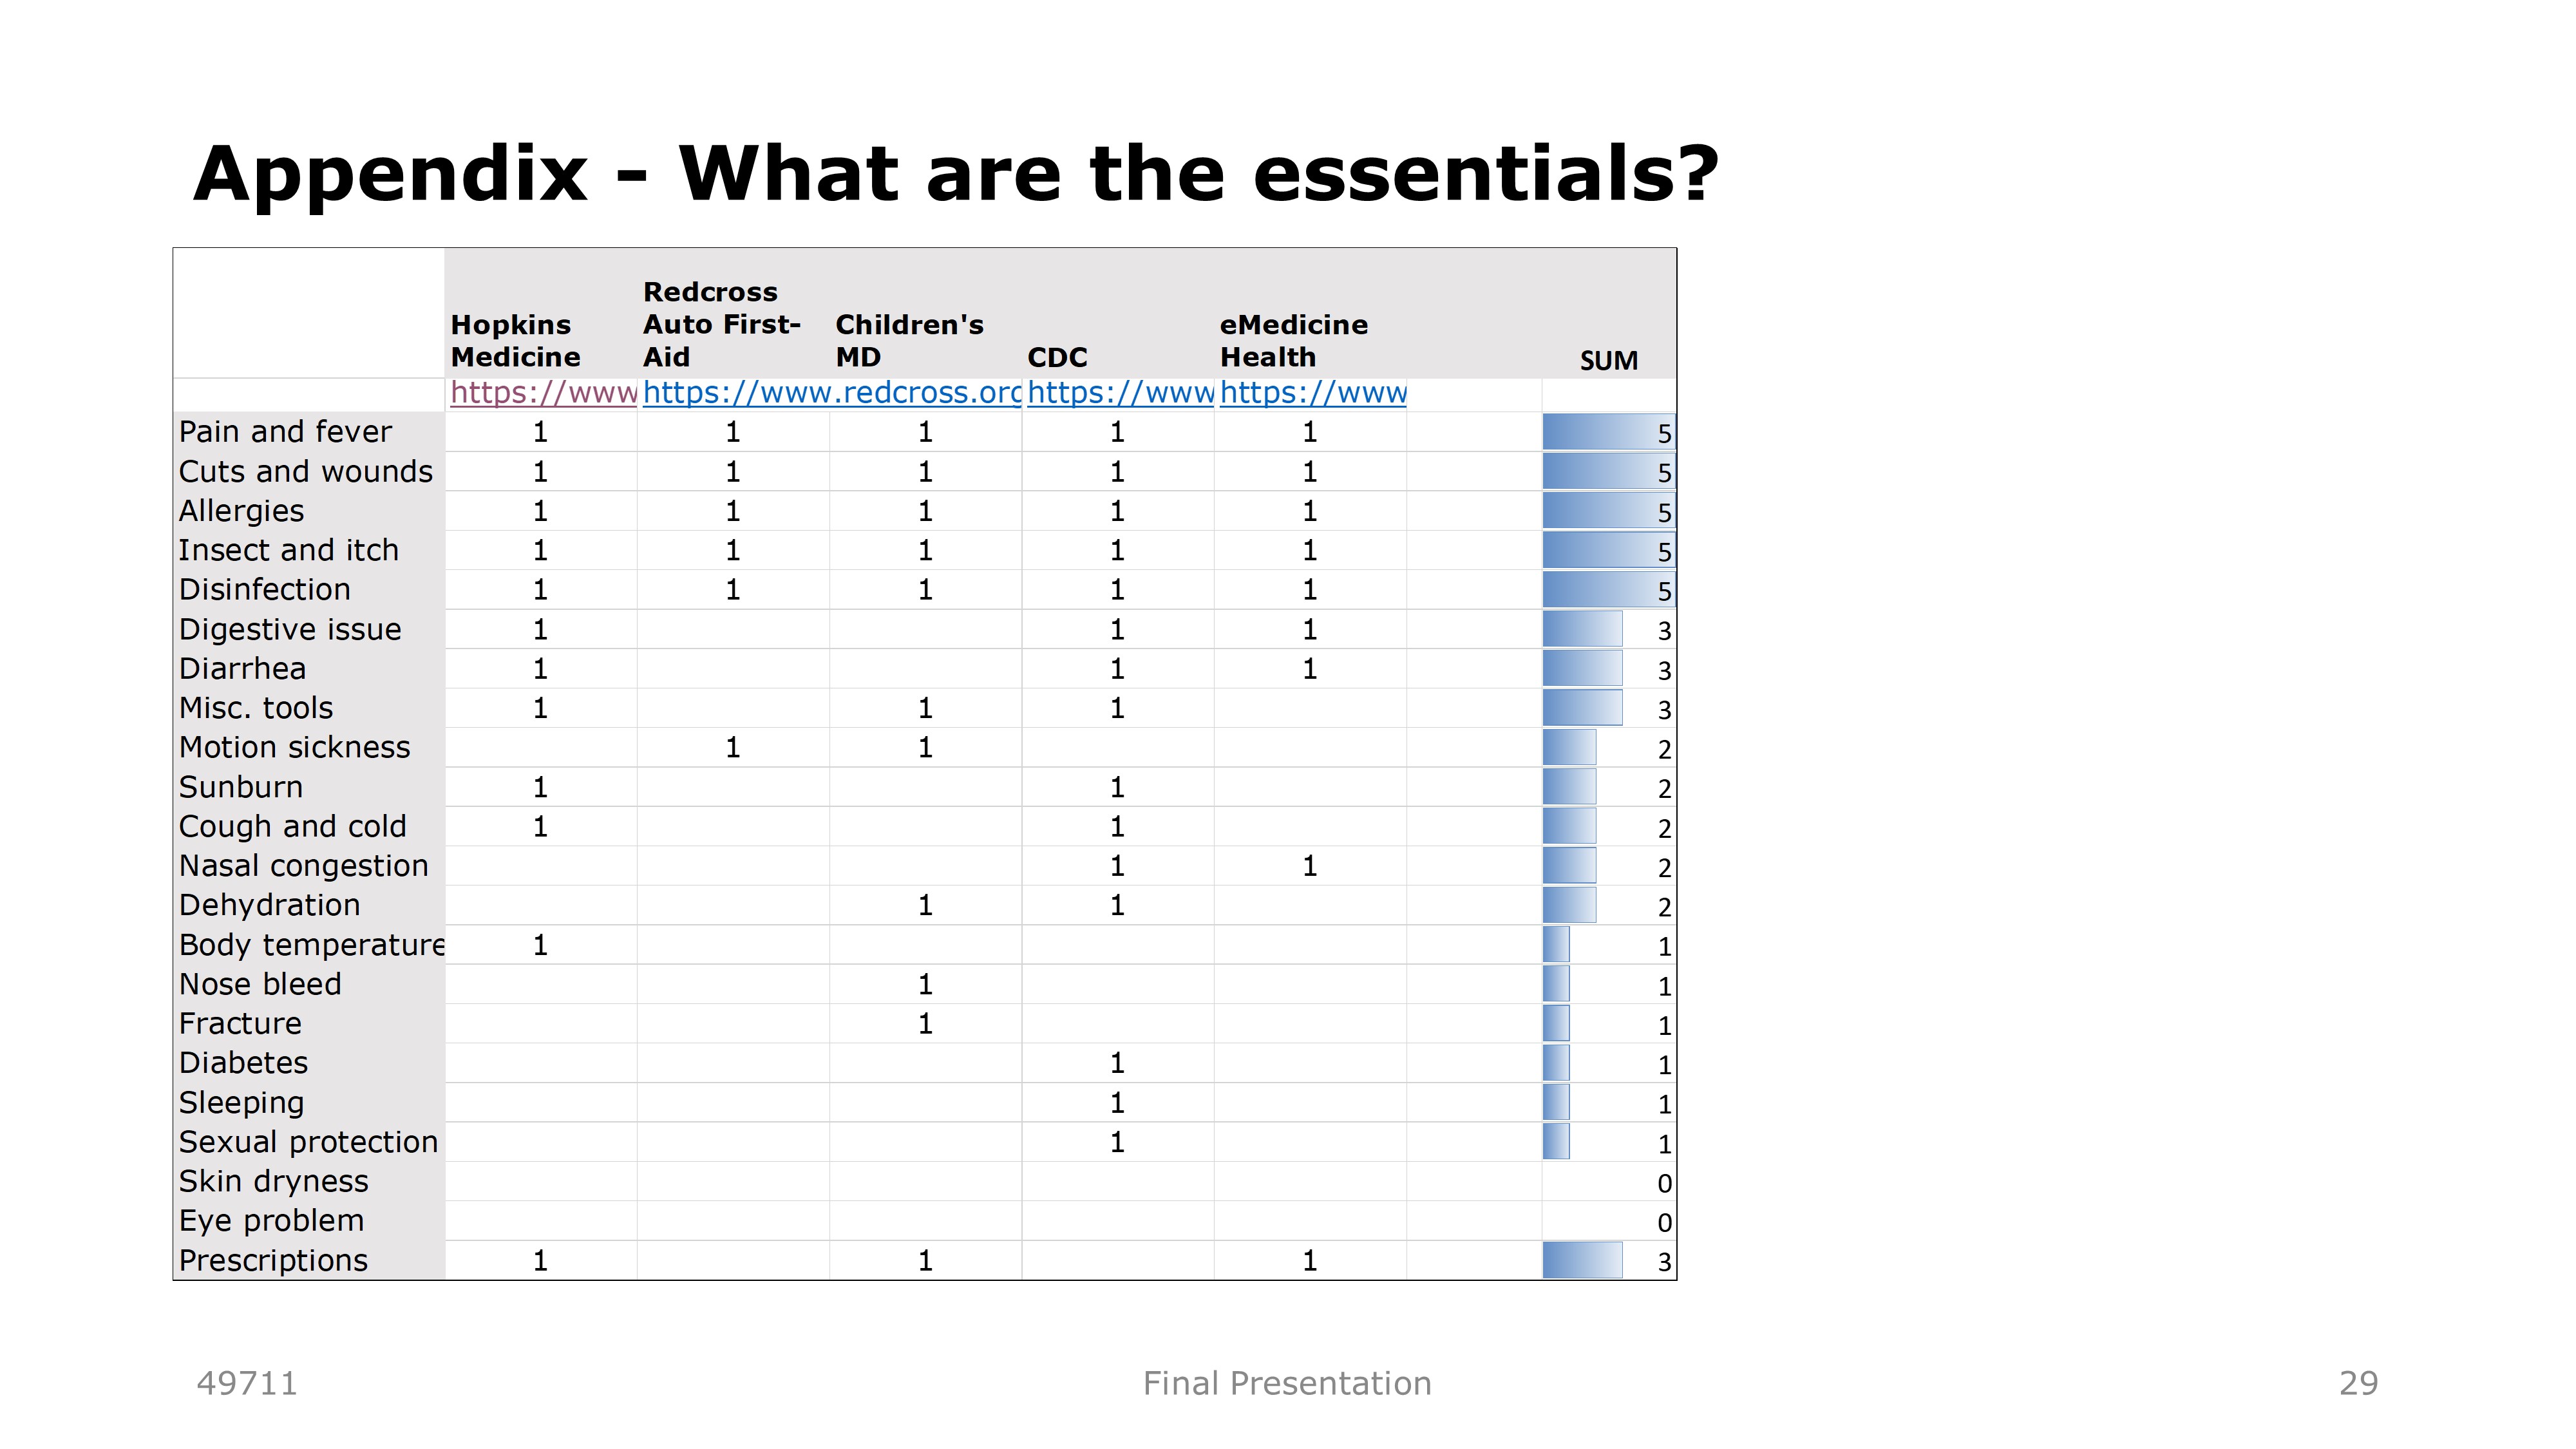 Appendix - What are the essentials?
Hopkins Medicine Redcross Auto First-Aid Children's MD CDC eMedicine Health SUM
https://www https://www.redcross.org https://www https://www
Pain and fever 1 1 1 1 1 5
Cuts and wounds 1 1 1 1 1 5
Allergies 1 1 1 1 1 5
Insect and itch 1 1 1 1 1 5
Disinfection 1 1 1 1 1 5
Digestive issue 1 1 1 3
Diarrhea 1 1 1 3
Misc. tools 1 1 1 3
Motion sickness 1 1 2
Sunburn 1 1 2
Cough and cold 1 1 2
Nasal congestion 1 1 2
Dehydration 1 1 2
Body temperature 1 1
Nose bleed 1 1
Fracture 1 1
Diabetes 1 1
Sleeping 1 1
Sexual protection 1 1
Skin dryness 0
Eye problem 0
Prescriptions 1 1 1 3
49711 Final Presentation 29